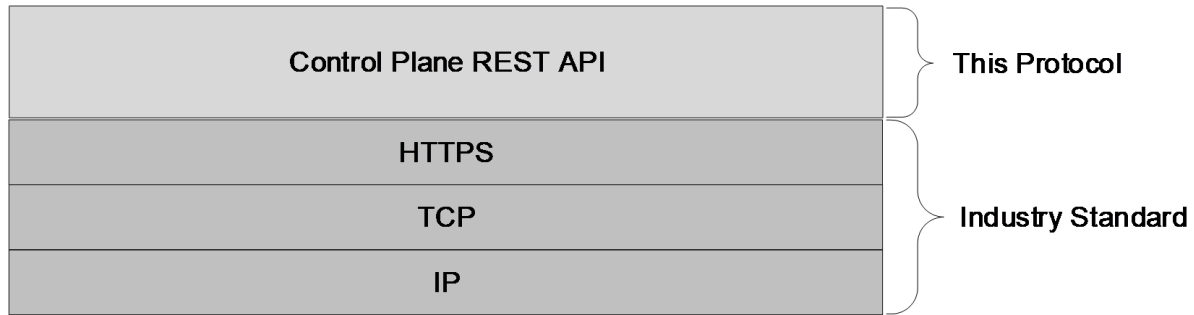 Control Plane REST API
This Protocol
HTTPS
TCP
Industry Standard
IP